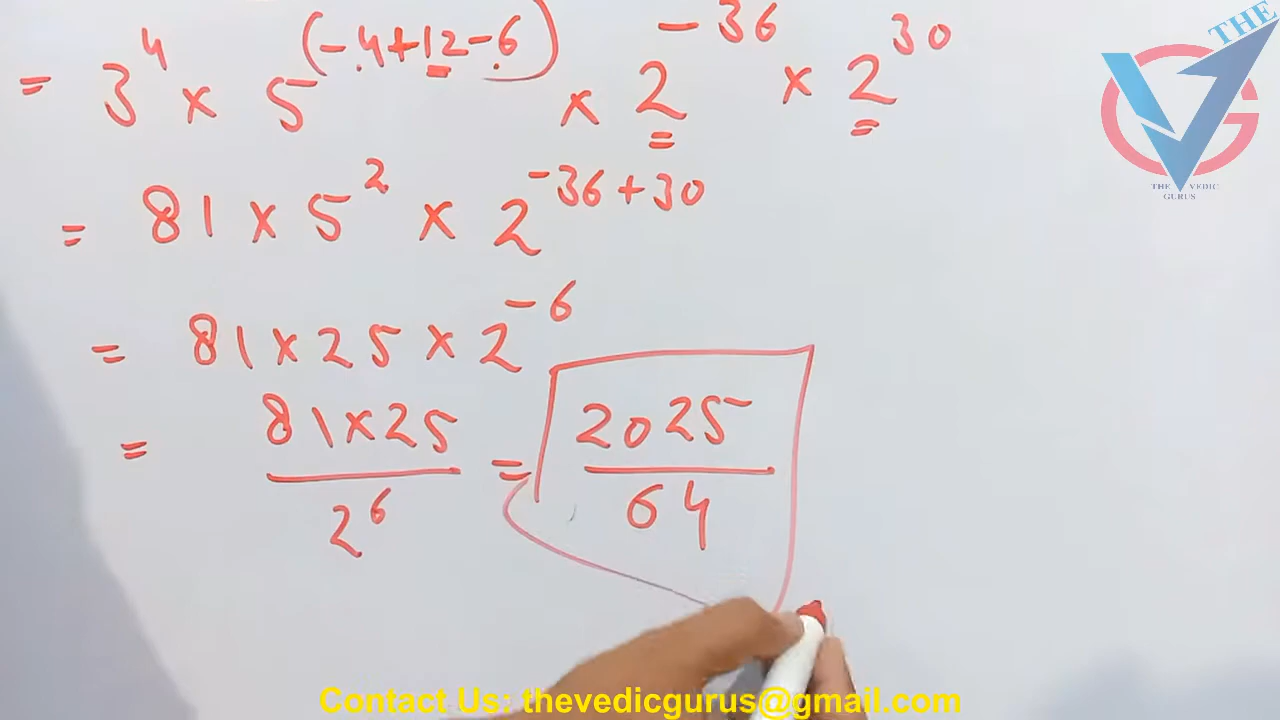 = 3^4 × 5^(-4+12-6) × 2^-36 × 2^30
= 81 × 5^2 × 2^-36+30
= 81 × 25 × 2^-6
= 81×25 / 2^6 = 2025 / 64
THE
V G
THE VEDIC
GURUS
Contact Us: thevedicgurus@gmail.com